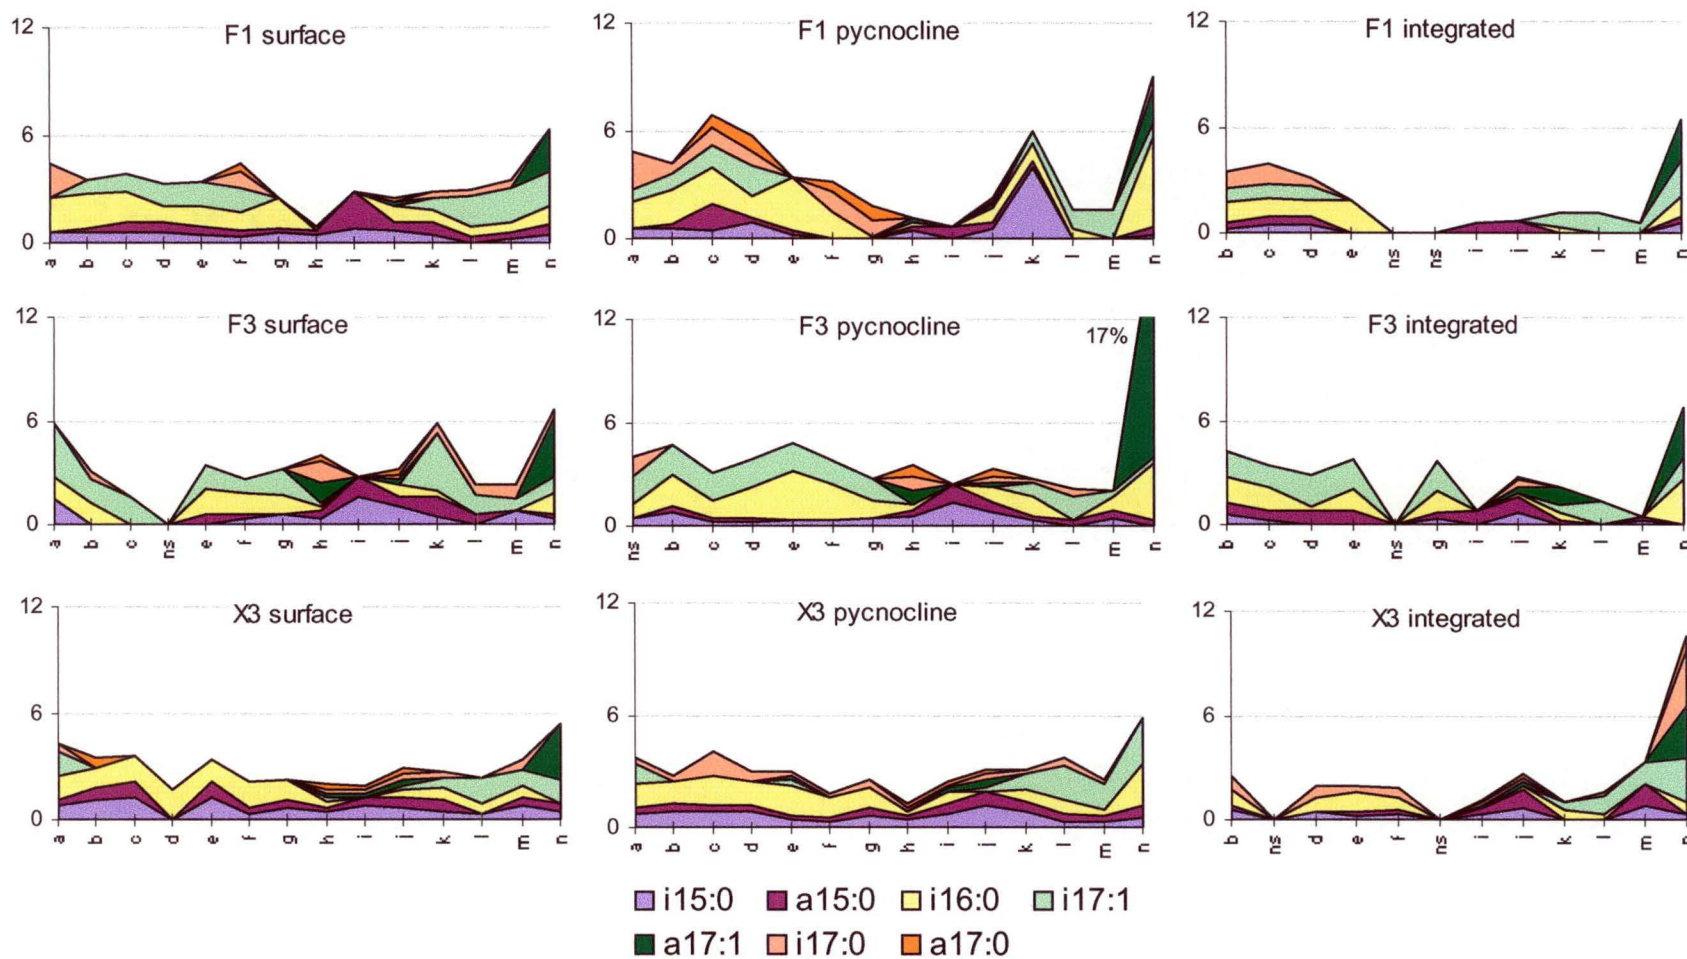 F1 surface
12
6
0
a b c d e f g h i j k l m n
F1 pycnocline
12
6
0
a b c d e f g h i j k l m n
F1 integrated
12
6
0
b c d e ns ns i j k l m n
F3 surface
12
6
0
a b c ns e f g h i j k l m n
F3 pycnocline
12
17%
6
0
ns b c d e f g h i j k l m n
F3 integrated
12
6
0
b c d e ns g i j k l m n
X3 surface
12
6
0
a b c d e f g h i j k l m n
X3 pycnocline
12
6
0
a b c d e f g h i j k l m n
X3 integrated
12
6
0
b ns d e f ns i j k l m n
i15:0 a15:0 i16:0 i17:1
a17:1 i17:0 a17:0